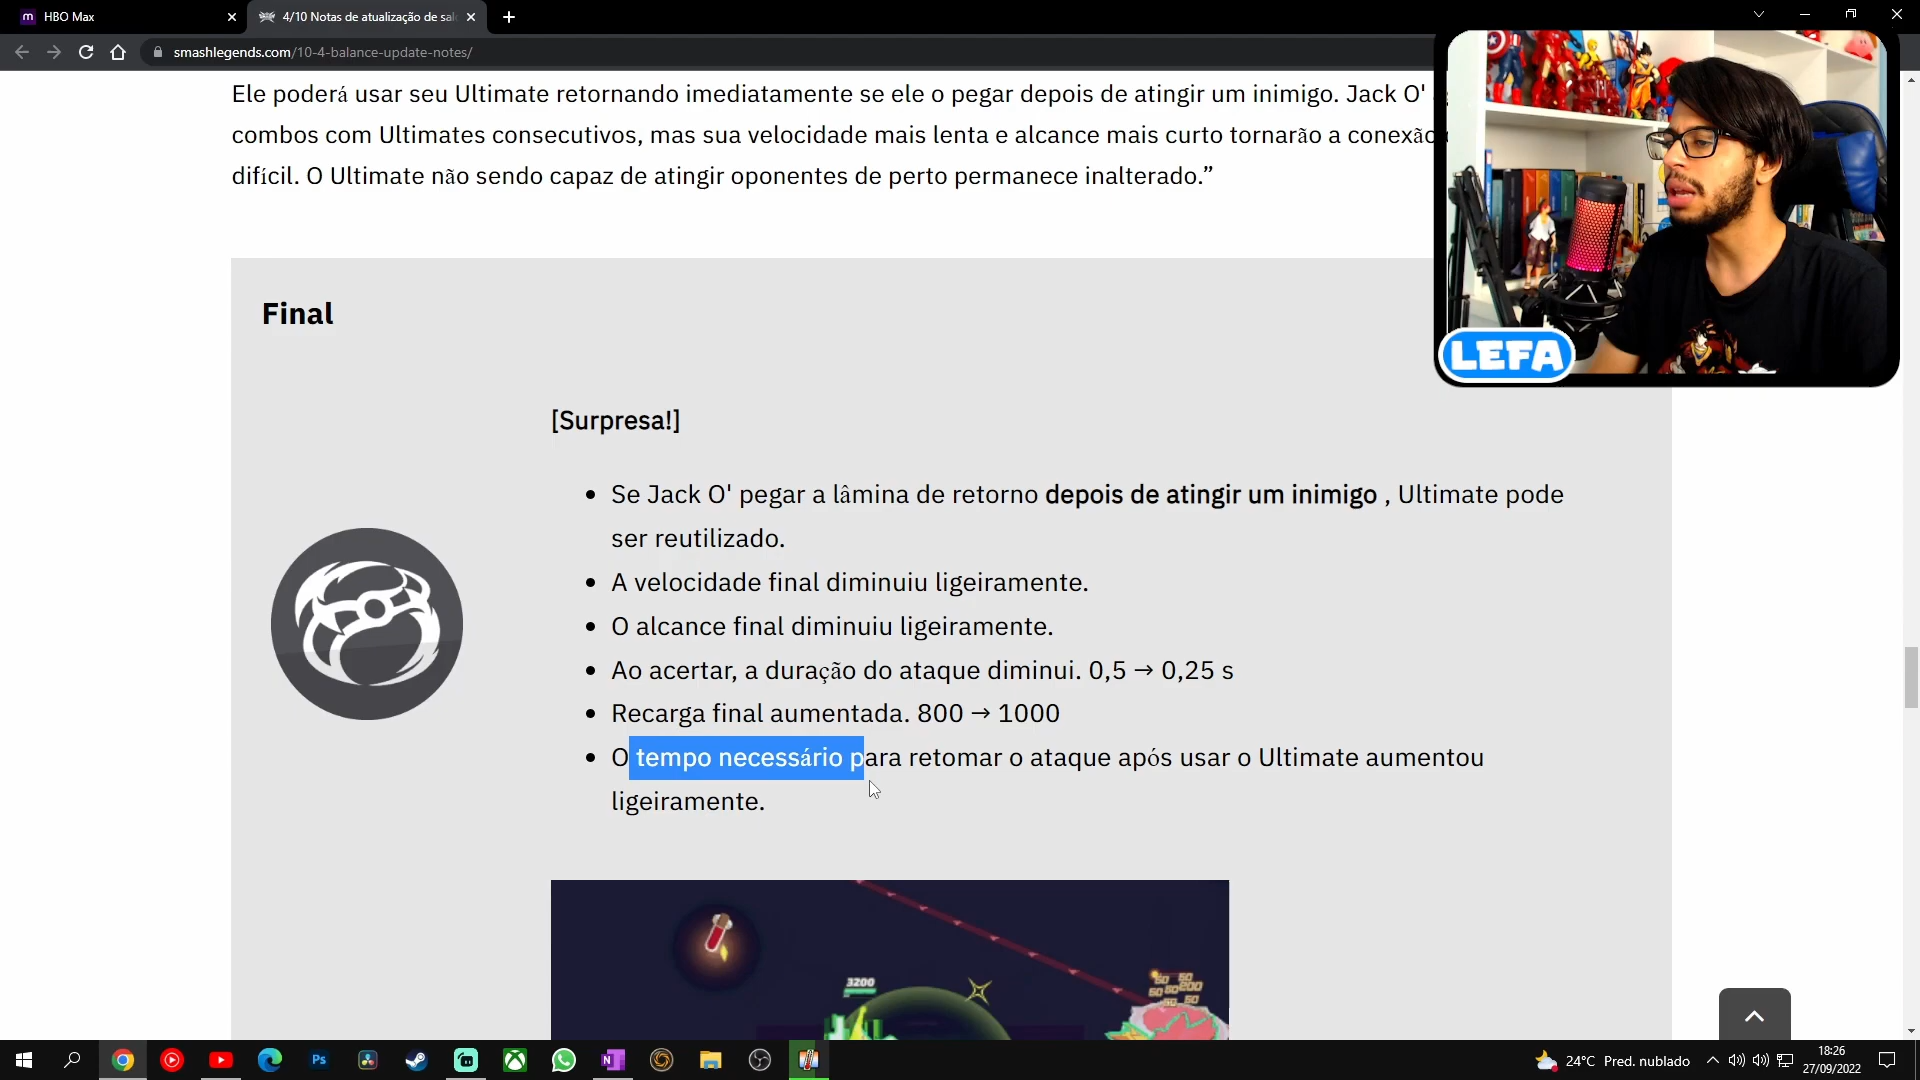 HBO Max
4/10 Notas de atualização de sal
smashlegends.com/10-4-balance-update-notes/
Ele poderá usar seu Ultimate retornando imediatamente se ele o pegar depois de atingir um inimigo. Jack O'
combos com Ultimates consecutivos, mas sua velocidade mais lenta e alcance mais curto tornarão a conexão
difícil. O Ultimate não sendo capaz de atingir oponentes de perto permanece inalterado.”
LEFA
Final
[Surpresa!]
• Se Jack O' pegar a lâmina de retorno depois de atingir um inimigo , Ultimate pode
ser reutilizado.
• A velocidade final diminuiu ligeiramente.
• O alcance final diminuiu ligeiramente.
• Ao acertar, a duração do ataque diminui. 0,5 → 0,25 s
• Recarga final aumentada. 800 → 1000
• O tempo necessário para retomar o ataque após usar o Ultimate aumentou
ligeiramente.
3200
24°C Pred. nublado
18:26
27/09/2022